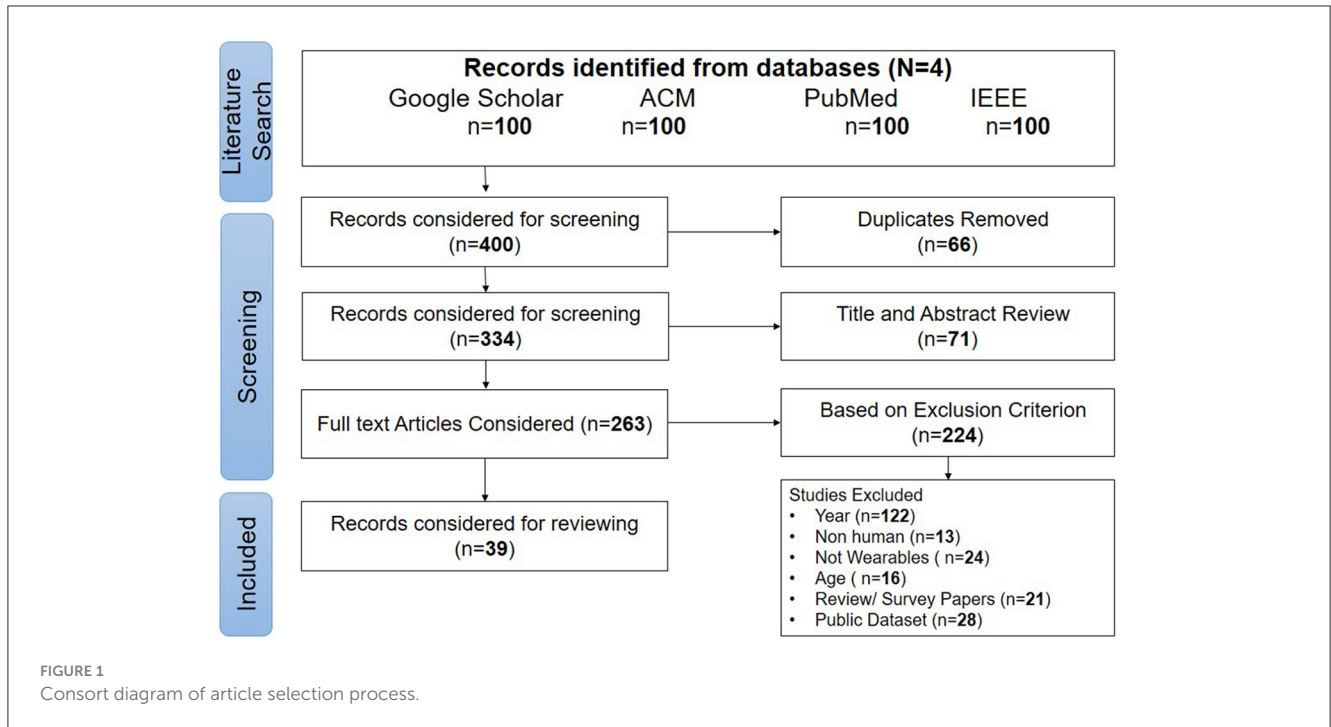 Literature
Search
Records identified from databases (N=4)
Google Scholar ACM PubMed IEEE
n=100 n=100 n=100 n=100
Screening
Records considered for screening
(n=400)
Duplicates Removed
(n=66)
Records considered for screening
(n=334)
Title and Abstract Review
(n=71)
Full text Articles Considered (n=263)
Based on Exclusion Criterion
(n=224)
Included
Records considered for reviewing
(n=39)
Studies Excluded
• Year (n=122)
• Non human (n=13)
• Not Wearables ( n=24)
• Age ( n=16)
• Review/ Survey Papers (n=21)
• Public Dataset (n=28)
FIGURE 1
Consort diagram of article selection process.